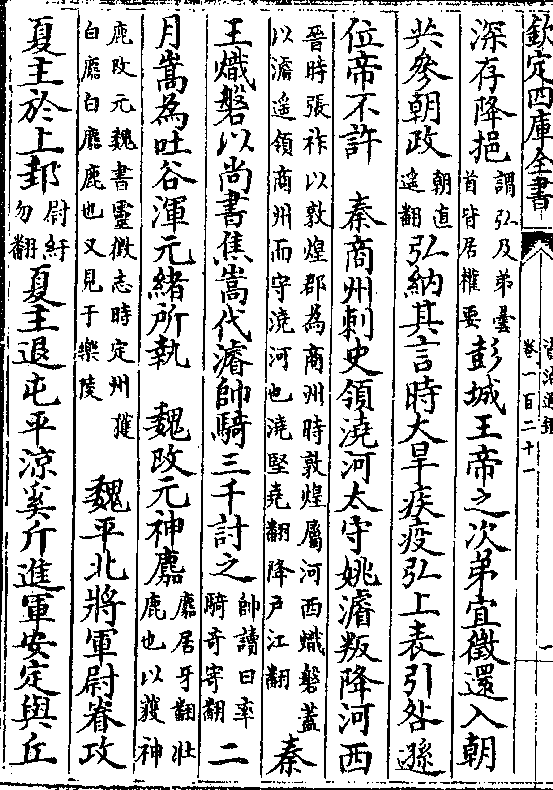 欽定四庫全書
資治通鑑
卷一百二十一
一
深存降挹謂弘及弟曇首皆居權要彭城王帝之次弟宜徵還入朝
共參朝政朝直遥翻弘納其言時大旱疾疫弘上表引咎遜
位帝不許　秦商州刺史領澆河太守姚濬叛降河西
晉時張祚以敦煌郡為商州時敦煌屬河西熾磐蓋以濬遥領商州而守澆河也澆堅堯翻降户江翻秦
王熾磐以尚書焦嵩代濬帥騎三千討之帥讀曰率騎奇寄翻二
月嵩為吐谷渾元緒所執　魏改元神䴥䴥居牙翻壯鹿也以獲神
鹿改元魏書靈徵志時定州獲白䴥白䴥鹿也又見于樂陵　魏平北將軍尉眷攻
夏主於上邽尉紆勿翻夏主退屯平涼奚斤進軍安定與丘